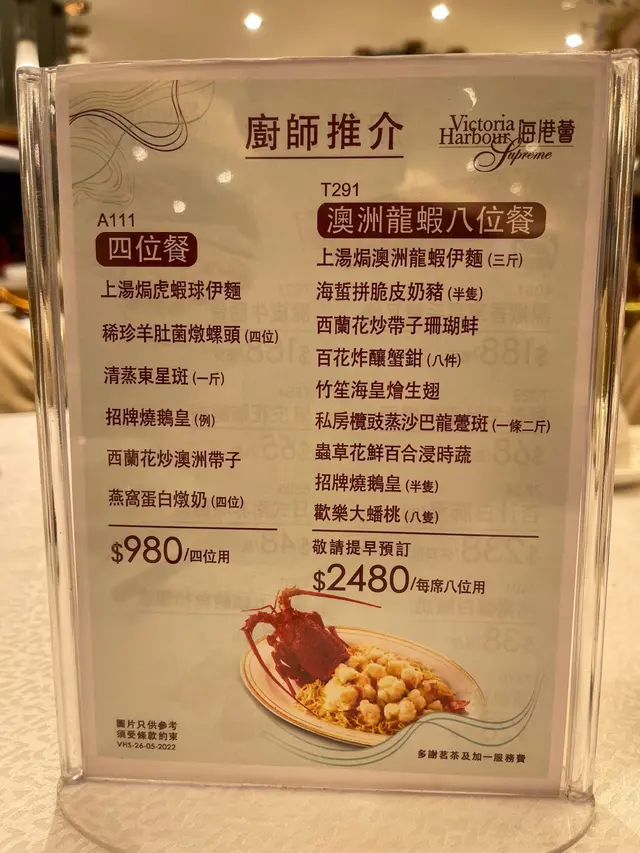 廚師推介
Victoria
Harbour 海港薈
Supreme
A111
四位餐
上湯焗虎蝦球伊麵
稀珍羊肚菌燉螺頭 (四位)
清蒸東星斑 (一斤)
招牌燒鵝皇 (例)
西蘭花炒澳洲帶子
燕窩蛋白燉奶 (四位)
$980/四位用
T291
澳洲龍蝦八位餐
上湯焗澳洲龍蝦伊麵 (三斤)
海蜇拼脆皮奶豬 (半隻)
西蘭花炒帶子珊瑚蚌
百花炸釀蟹鉗 (八件)
竹笙海皇燴生翅
私房欖豉蒸沙巴龍躉斑 (一條二斤)
蟲草花鮮百合浸時蔬
招牌燒鵝皇 (半隻)
歡樂大蟠桃 (八隻)
敬請提早預訂
$2480/每席八位用
圖片只供參考
須受條款約束
VHS-26-05-2022
多謝茗茶及加一服務費